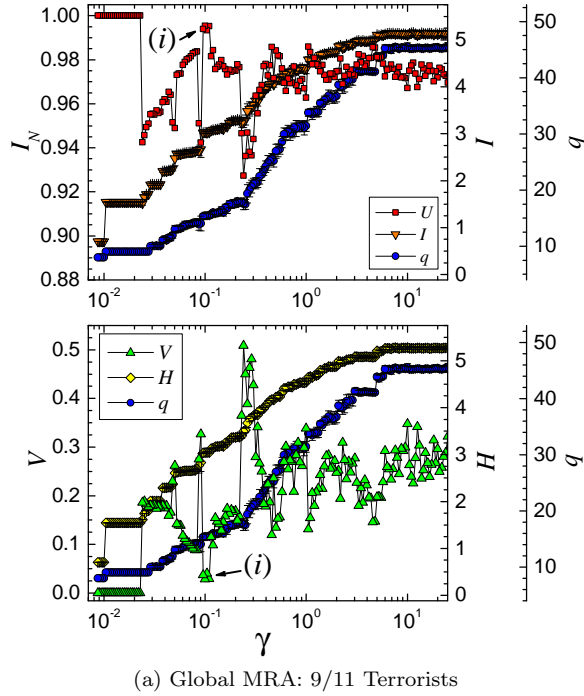 1.00
0.98
0.96
0.94
0.92
0.90
0.88
I_N
(i)
5
4
3
2
1
0
I
50
40
30
20
10
q
U
I
q
10^-2
10^-1
10^0
10^1
V
H
q
0.5
0.4
0.3
0.2
0.1
0.0
V
(i)
5
4
3
2
1
0
H
50
40
30
20
10
q
10^-2
10^-1
10^0
10^1
γ
(a) Global MRA: 9/11 Terrorists